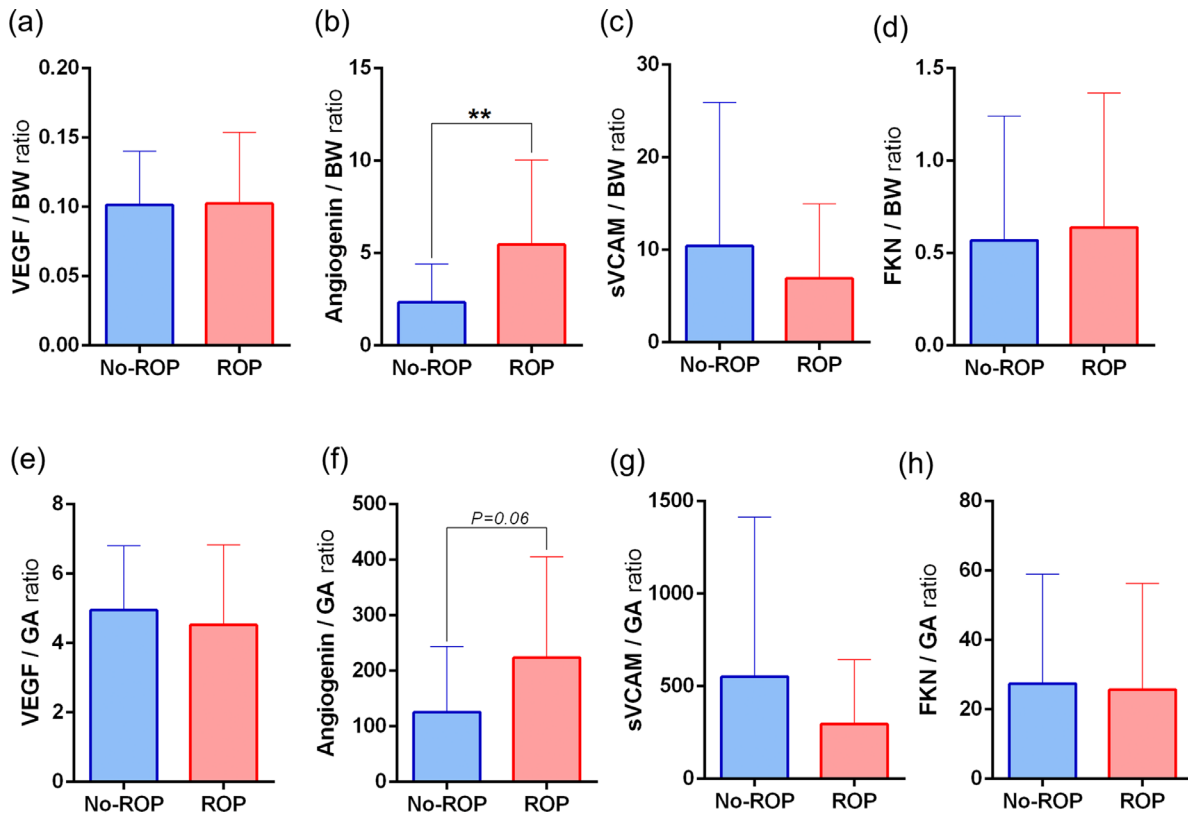 (a)
VEGF / BW ratio
0.20
0.15
0.10
0.05
0.00
No-ROP ROP
(b)
Angiogenin / BW ratio
15
10
5
0
**
No-ROP ROP
(c)
sVCAM / BW ratio
30
20
10
0
No-ROP ROP
(d)
FKN / BW ratio
1.5
1.0
0.5
0.0
No-ROP ROP
(e)
VEGF / GA ratio
8
6
4
2
0
No-ROP ROP
(f)
Angiogenin / GA ratio
500
400
300
200
100
0
P=0.06
No-ROP ROP
(g)
sVCAM / GA ratio
1500
1000
500
0
No-ROP ROP
(h)
FKN / GA ratio
80
60
40
20
0
No-ROP ROP